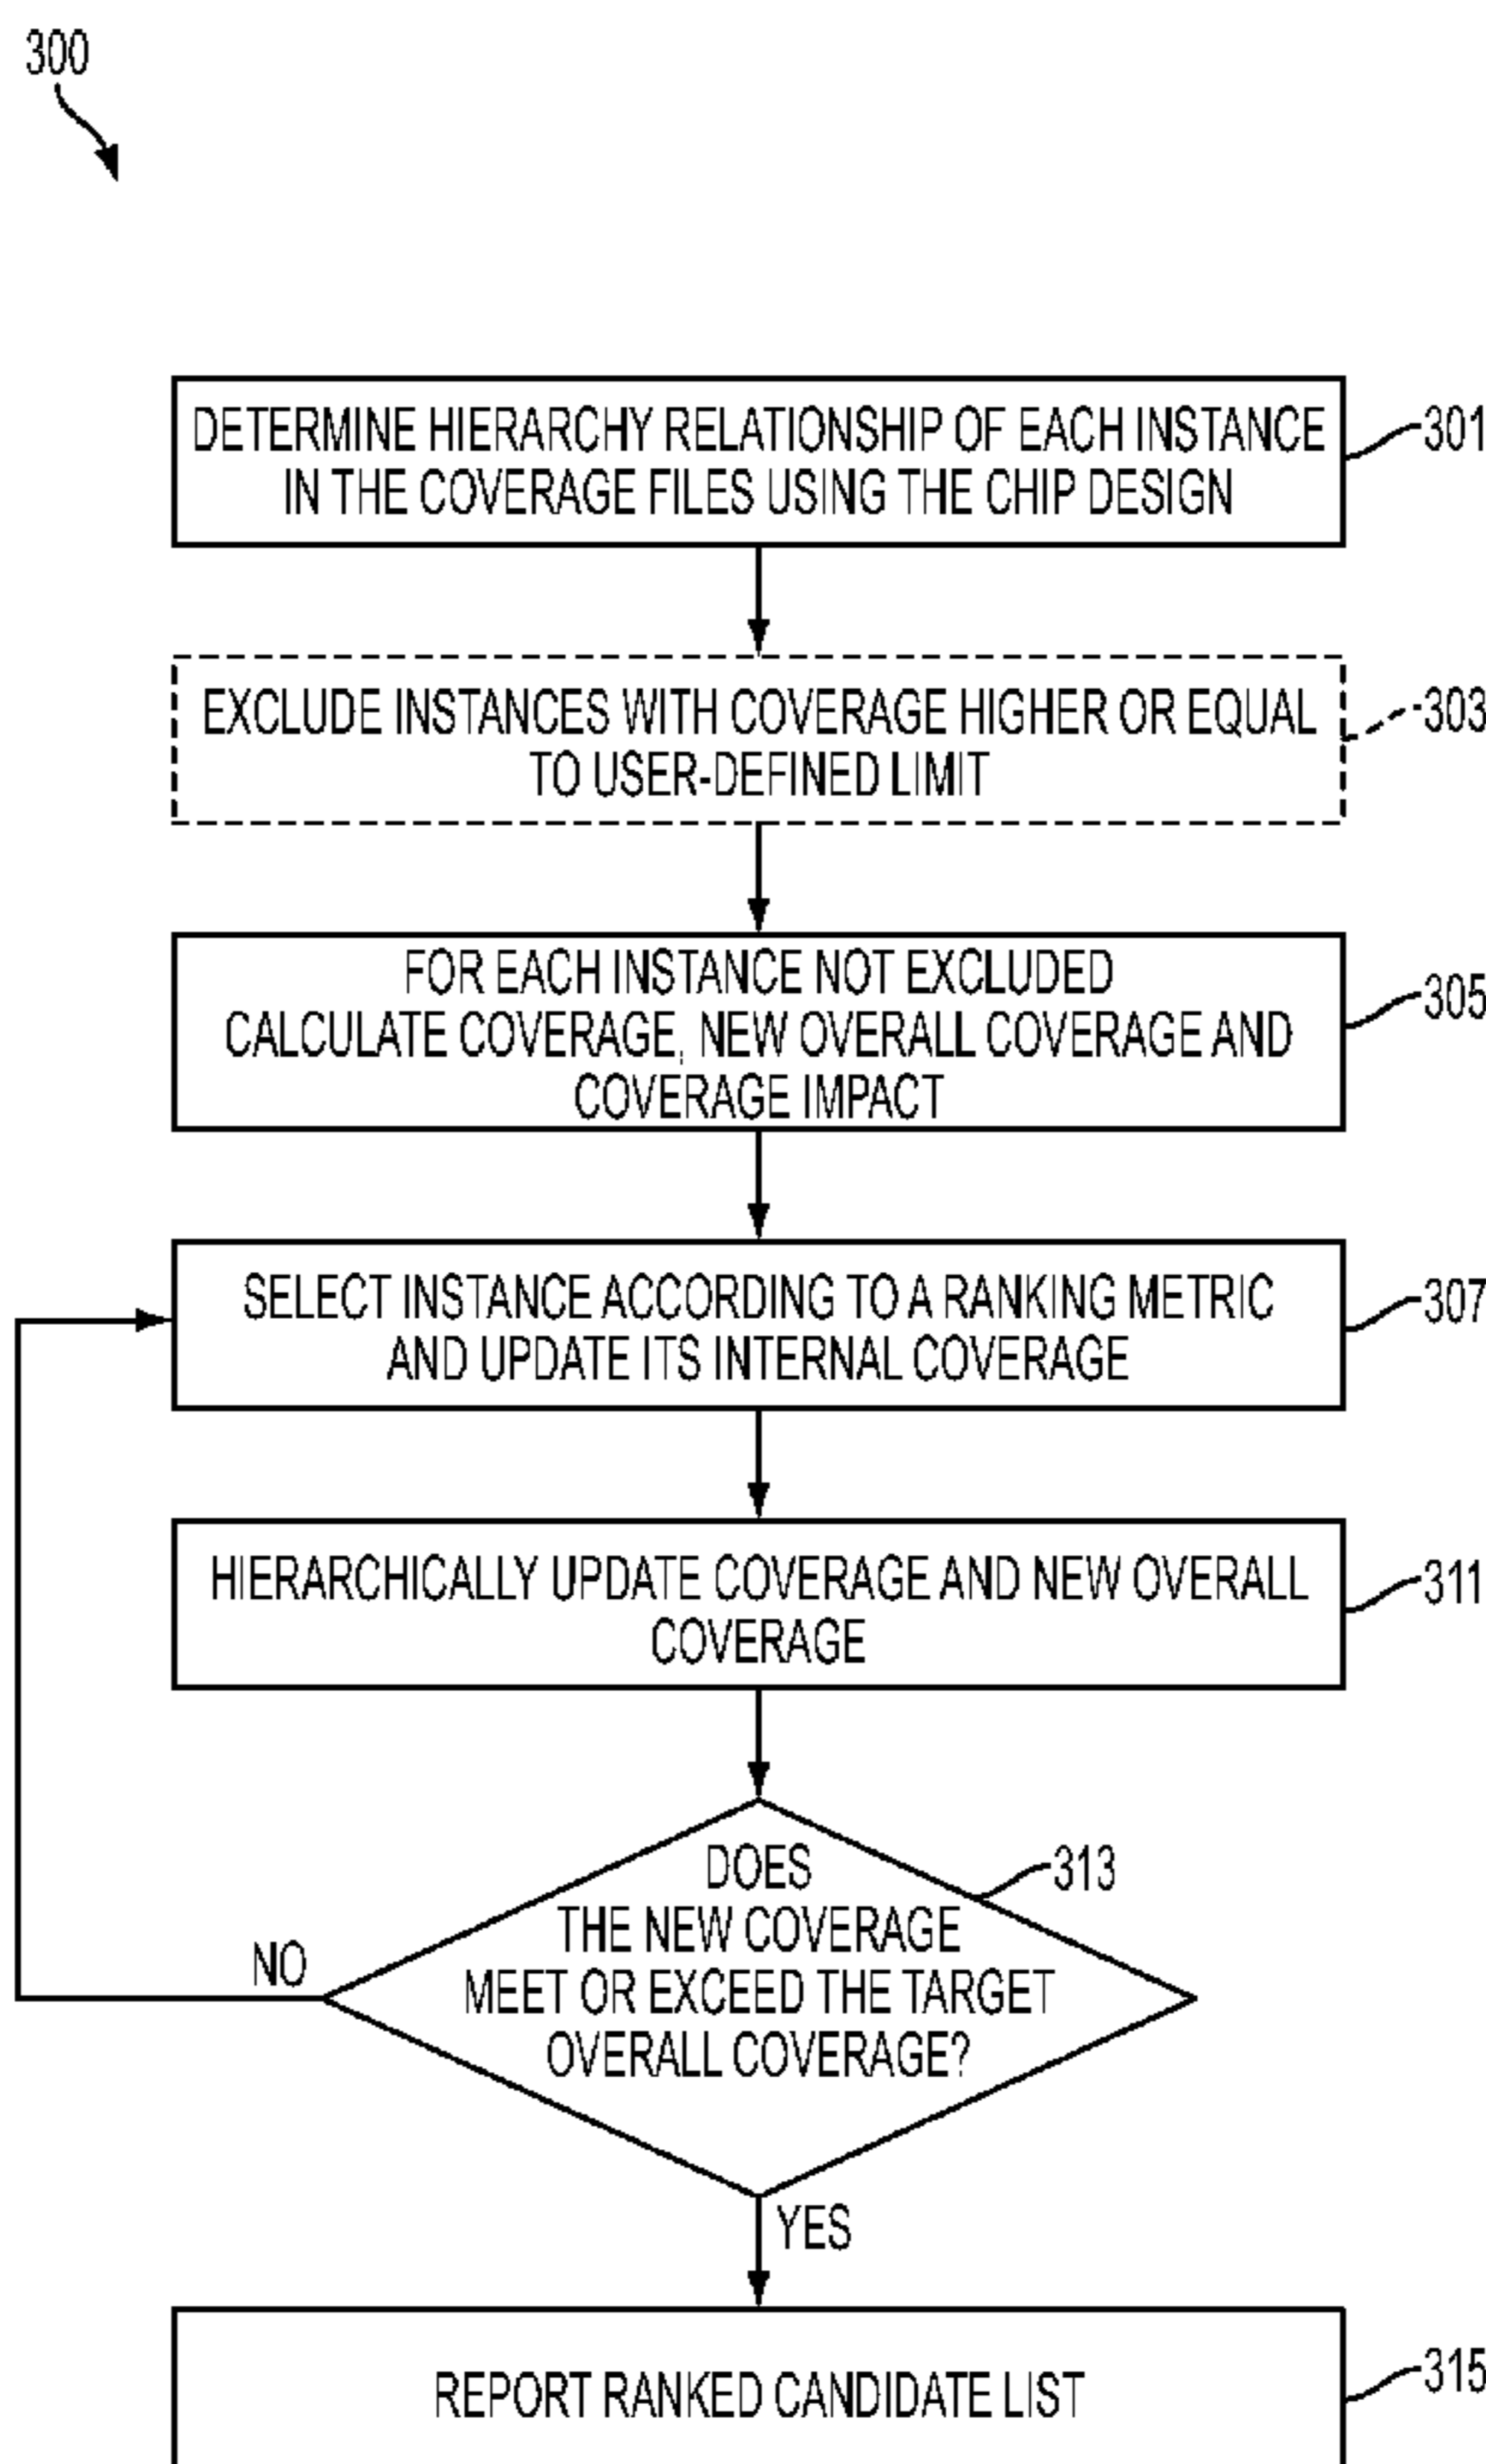 300
DETERMINE HIERARCHY RELATIONSHIP OF EACH INSTANCE
IN THE COVERAGE FILES USING THE CHIP DESIGN
301
EXCLUDE INSTANCES WITH COVERAGE HIGHER OR EQUAL
TO USER-DEFINED LIMIT
303
FOR EACH INSTANCE NOT EXCLUDED
CALCULATE COVERAGE, NEW OVERALL COVERAGE AND
COVERAGE IMPACT
305
SELECT INSTANCE ACCORDING TO A RANKING METRIC
AND UPDATE ITS INTERNAL COVERAGE
307
HIERARCHICALLY UPDATE COVERAGE AND NEW OVERALL
COVERAGE
311
DOES
THE NEW COVERAGE
MEET OR EXCEED THE TARGET
OVERALL COVERAGE?
313
NO
YES
REPORT RANKED CANDIDATE LIST
315